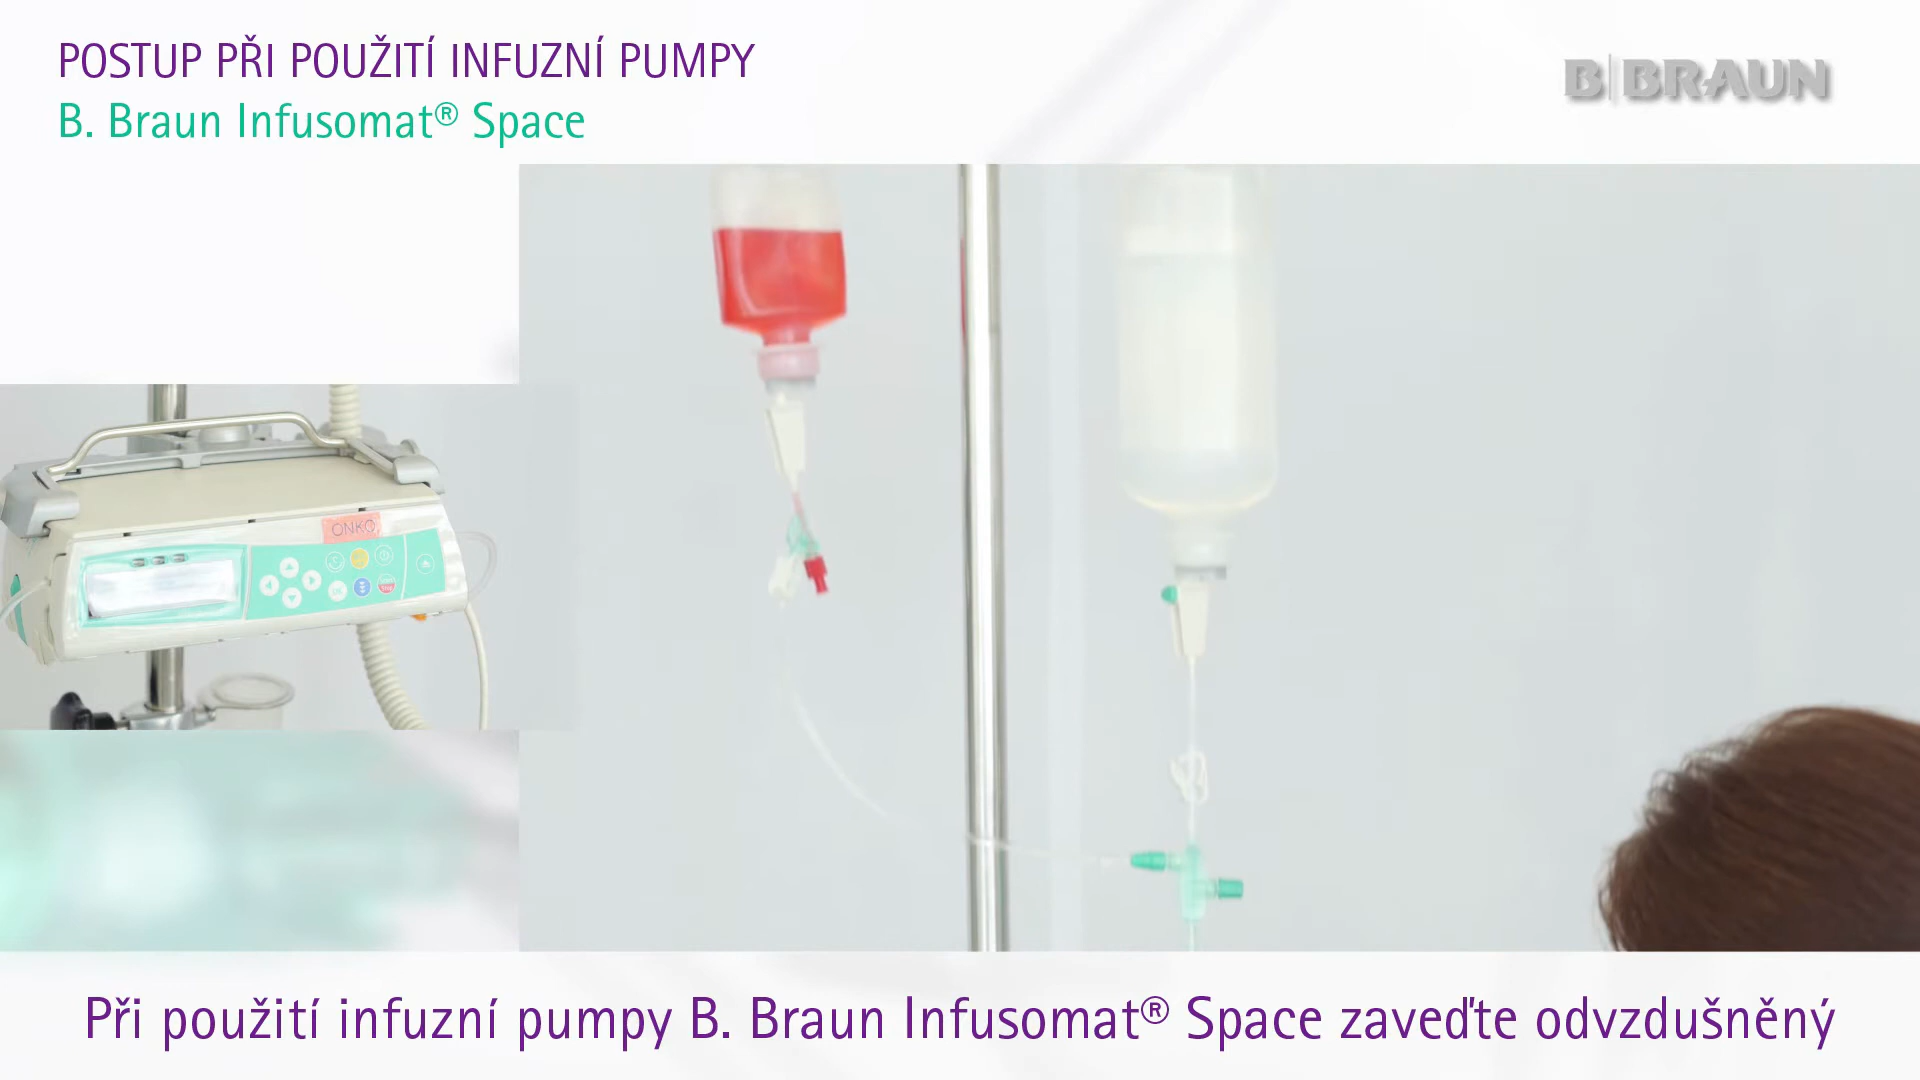 POSTUP PŘI POUŽITÍ INFUZNÍ PUMPY
B. Braun Infusomat® Space
B|BRAUN
ONKO
Při použití infuzní pumpy B. Braun Infusomat® Space zaveďte odvzdušněný